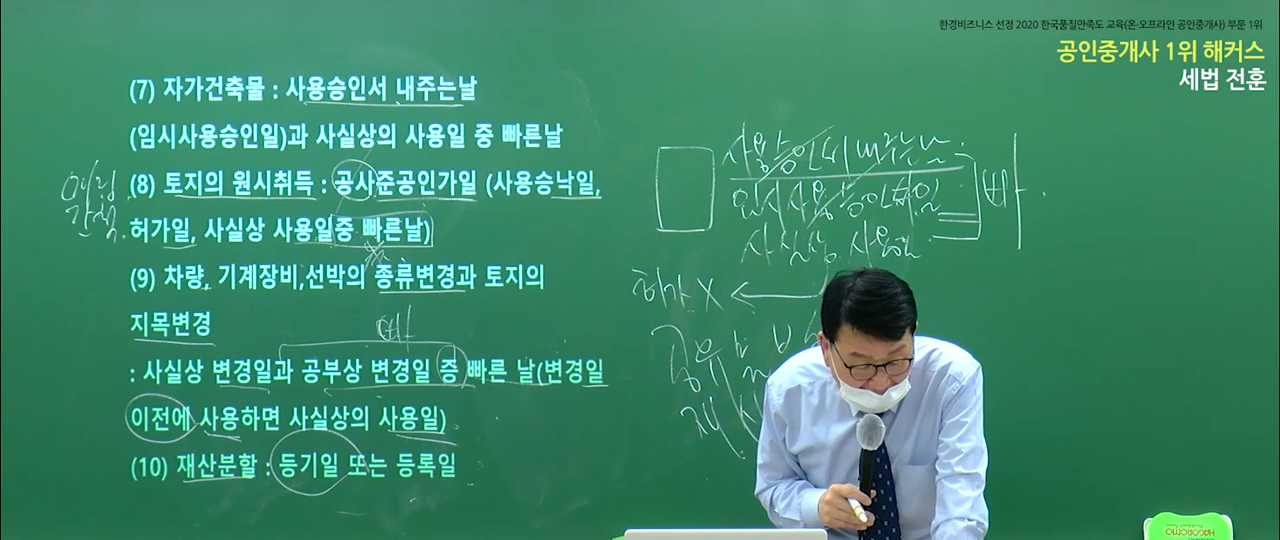 한경비즈니스 선정 2020 한국품질만족도 교육(온·오프라인 공인중개사) 부문 1위
공인중개사 1위 해커스
세법 전훈
(7) 자가건축물 : 사용승인서 내주는날
(임시사용승인일)과 사실상의 사용일 중 빠른날
(8) 토지의 원시취득 : 공사준공인가일 (사용승낙일,
허가일, 사실상 사용일중 빠른날)
(9) 차량, 기계장비,선박의 종류변경과 토지의
지목변경
: 사실상 변경일과 공부상 변경일 중 빠른 날(변경일
이전에 사용하면 사실상의 사용일)
(10) 재산분할 : 등기일 또는 등록일
매립
간척
빠
사용승인서 내주는날
임시사용승인일
사실상 사용일
빠
허가 X
HAGOROMO